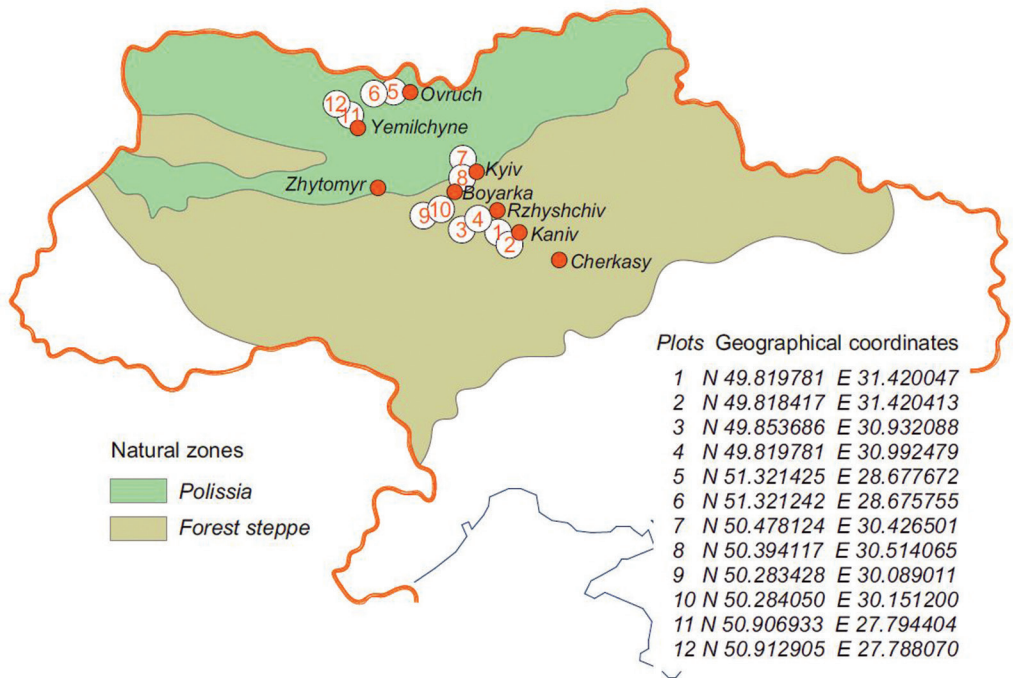 12
11
6
5
Ovruch
Yemilchyne
7
8
Kyiv
Zhytomyr
Boyarka
9
10
3
4
Rzhyshchiv
1
2
Kaniv
Cherkasy
Natural zones
Polissia
Forest steppe
Plots Geographical coordinates
1 N 49.819781 E 31.420047
2 N 49.818417 E 31.420413
3 N 49.853686 E 30.932088
4 N 49.819781 E 30.992479
5 N 51.321425 E 28.677672
6 N 51.321242 E 28.675755
7 N 50.478124 E 30.426501
8 N 50.394117 E 30.514065
9 N 50.283428 E 30.089011
10 N 50.284050 E 30.151200
11 N 50.906933 E 27.794404
12 N 50.912905 E 27.788070